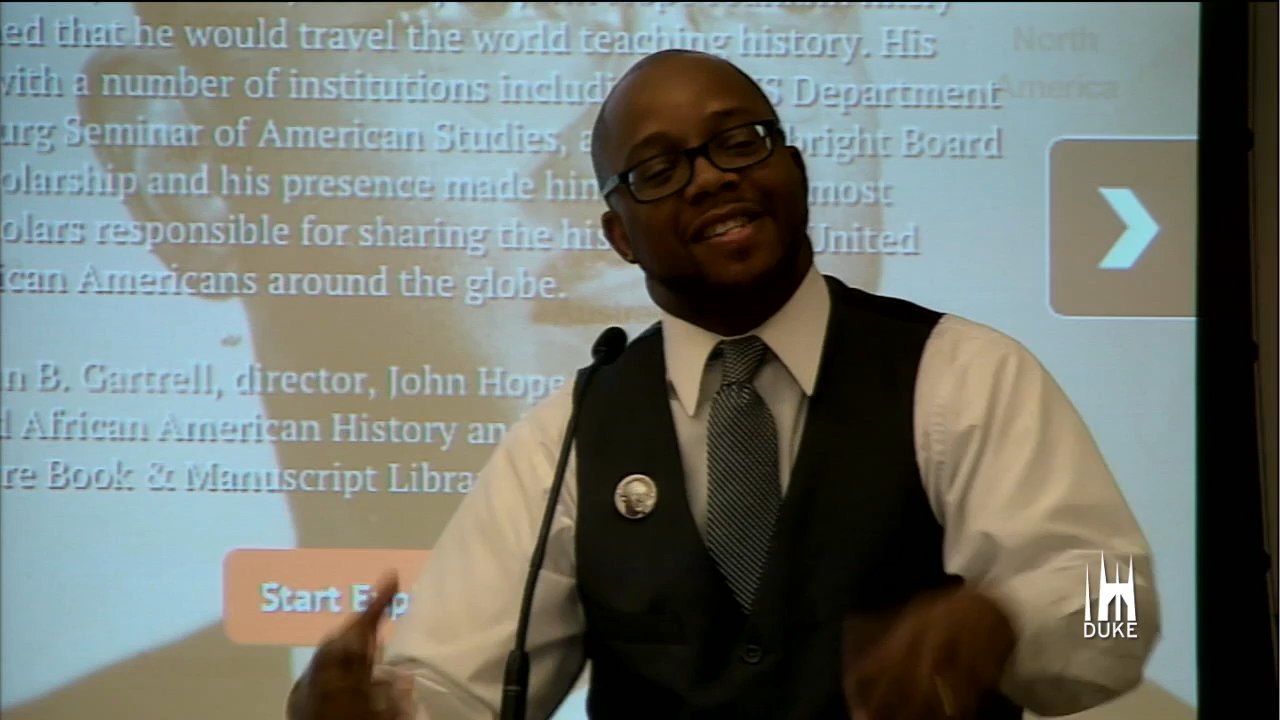 ed that he would travel the world teaching history. His
with a number of institutions includi S Department
urg Seminar of American Studies, a bright Board
olarship and his presence made him most
olars responsible for sharing the his United
ican Americans around the globe.
n B. Gartrell, director, John Hope
d African American History an
re Book & Manuscript Libra
Start Exp
North
America
DUKE